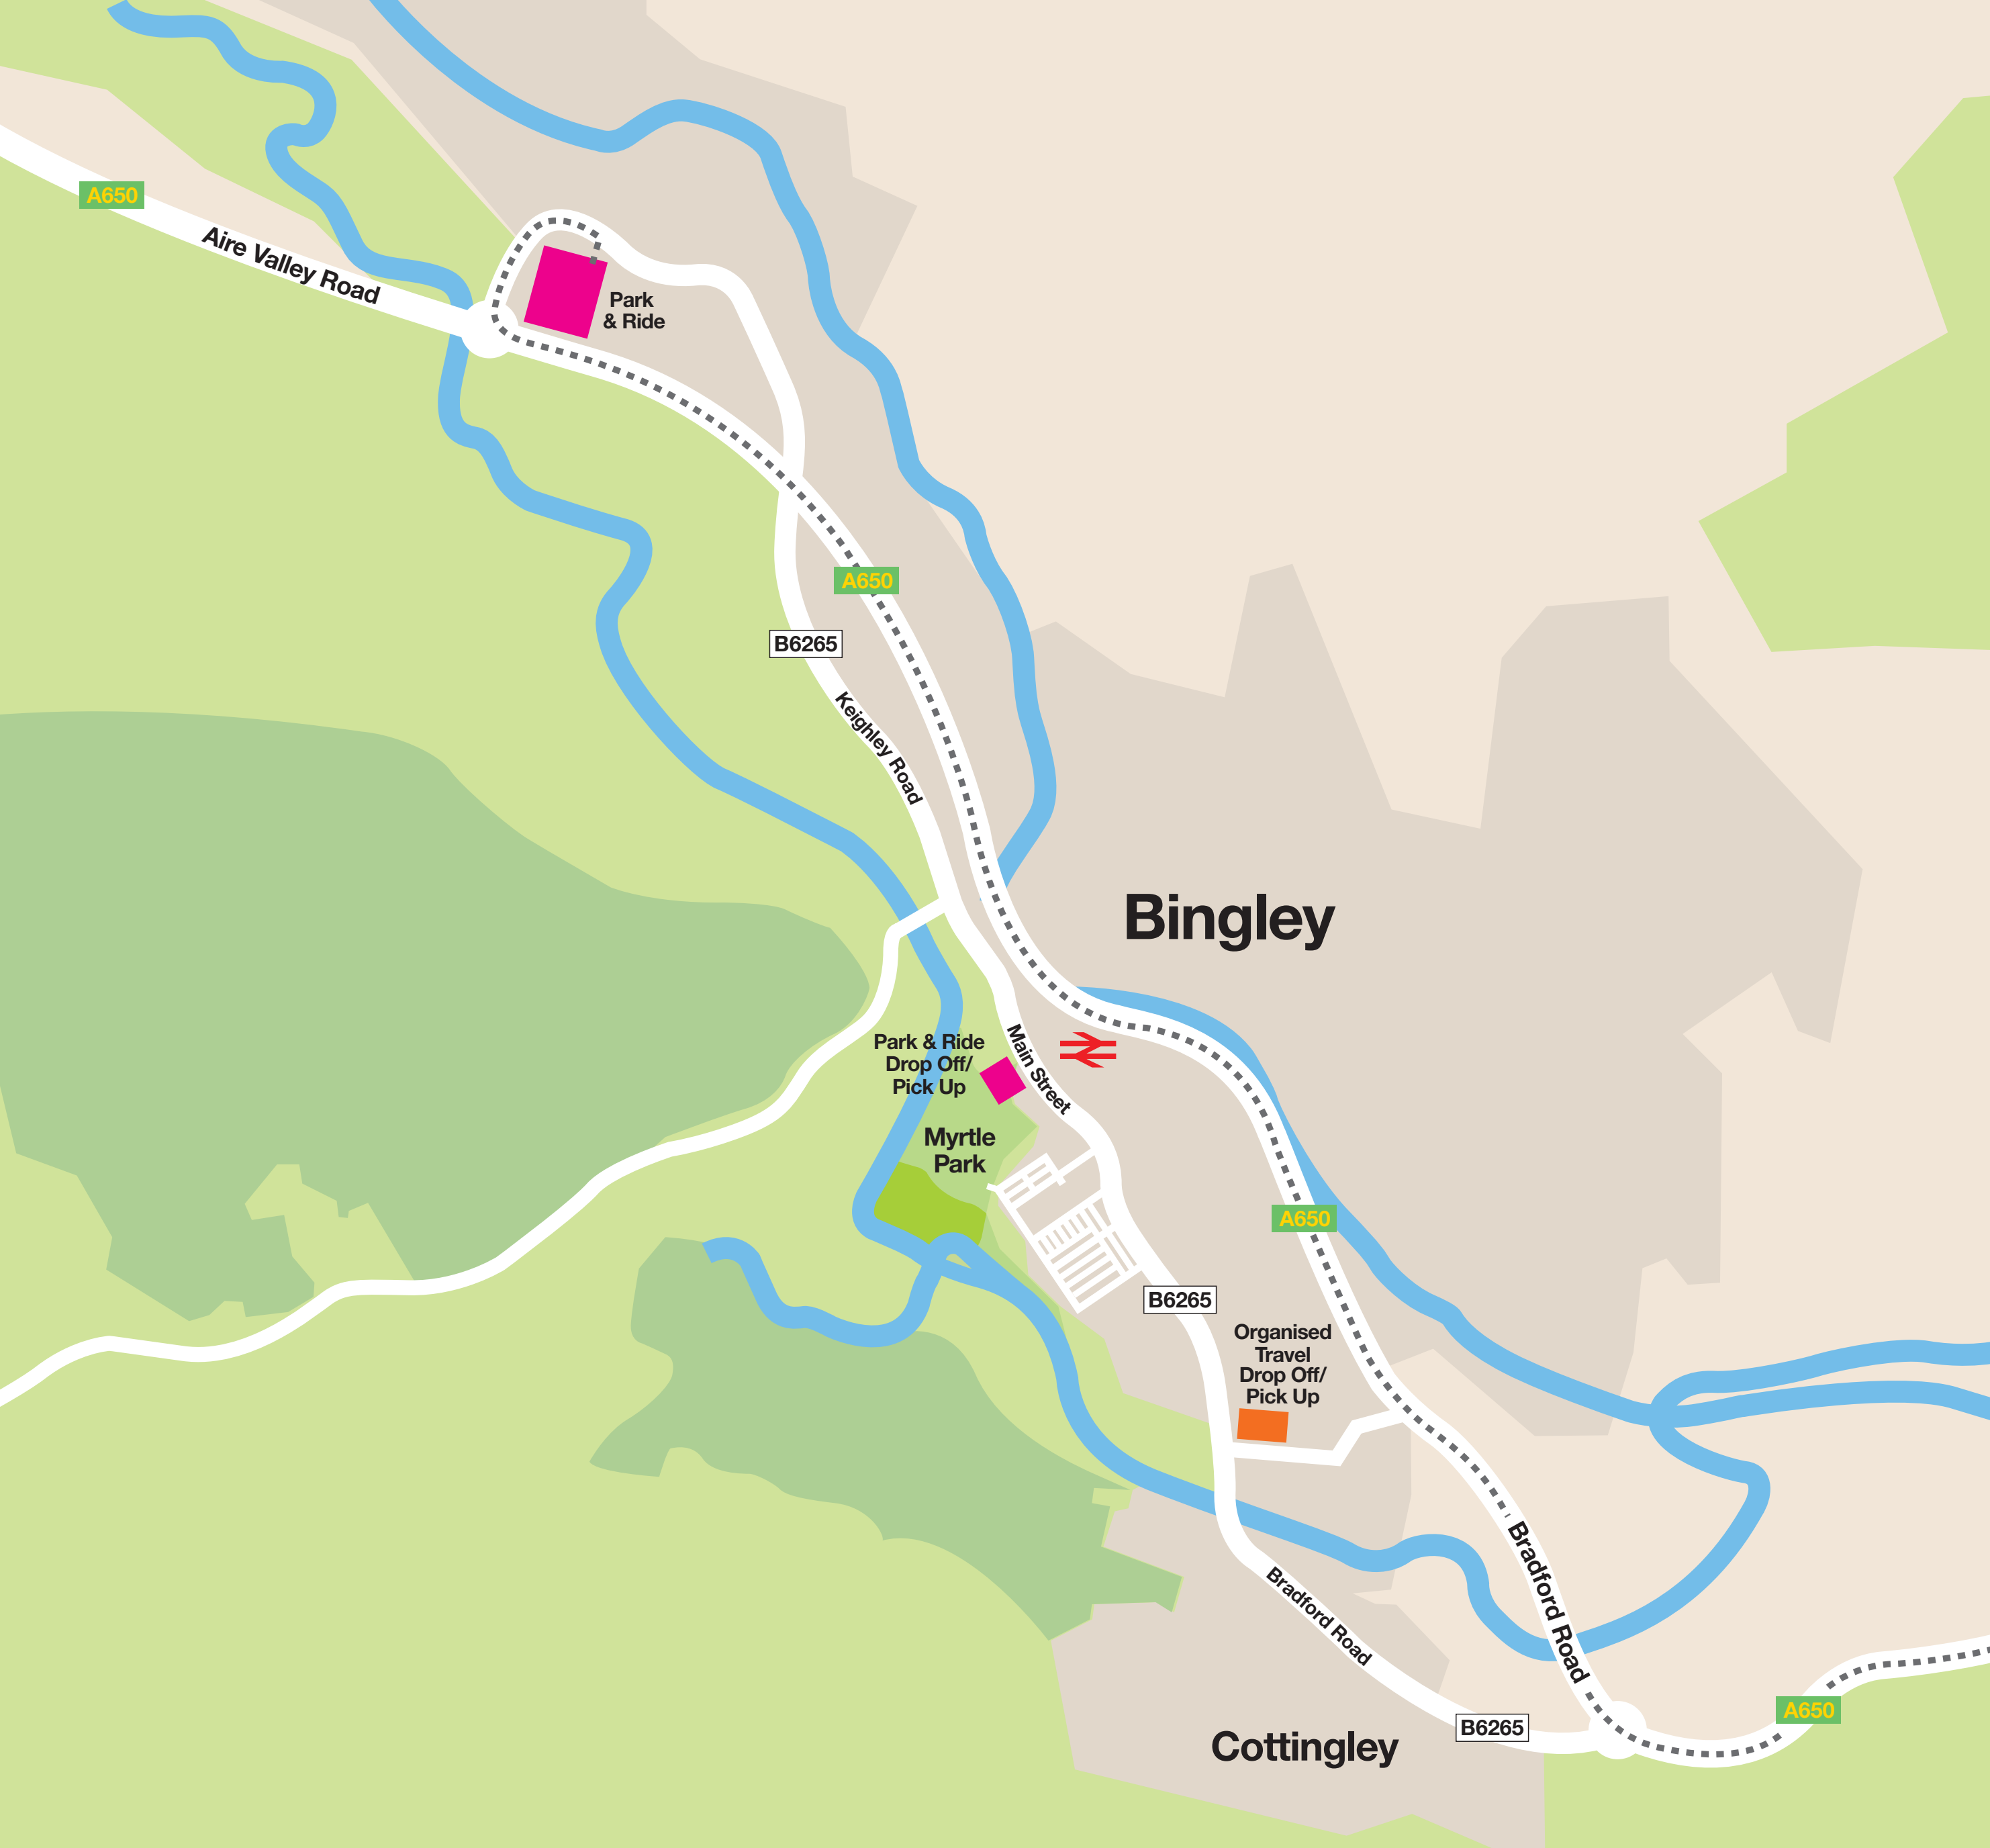 A650
Aire Valley Road
Park
& Ride
A650
B6265
Keighley Road
Bingley
Park & Ride
Drop Off/
Pick Up
Main Street
Myrtle
Park
A650
B6265
Organised
Travel
Drop Off/
Pick Up
Bradford Road
Bradford Road
A650
B6265
Cottingley